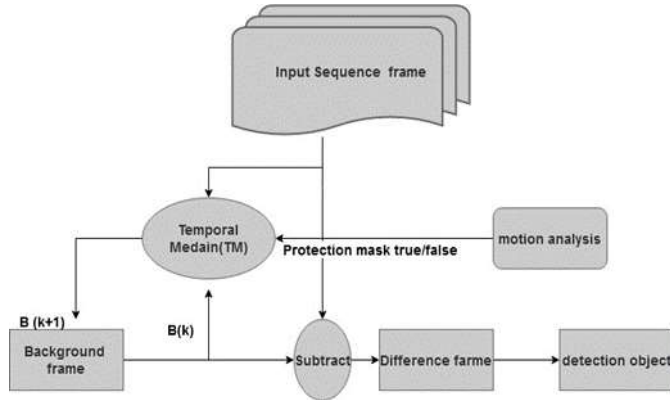 Input Sequence frame
Temporal
Medain(TM)
Protection mask true/false
motion analysis
B (k+1)
B(k)
Background
frame
Subtract
Difference farme
detection object